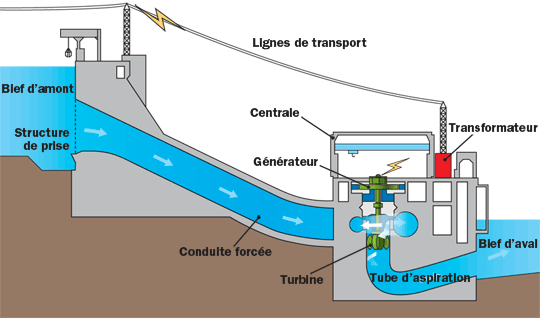 Lignes de transport
Bief d'amont
Centrale
Structure
de prise
Transformateur
Générateur
Conduite forcée
Bief d'aval
Turbine
Tube d'aspiration